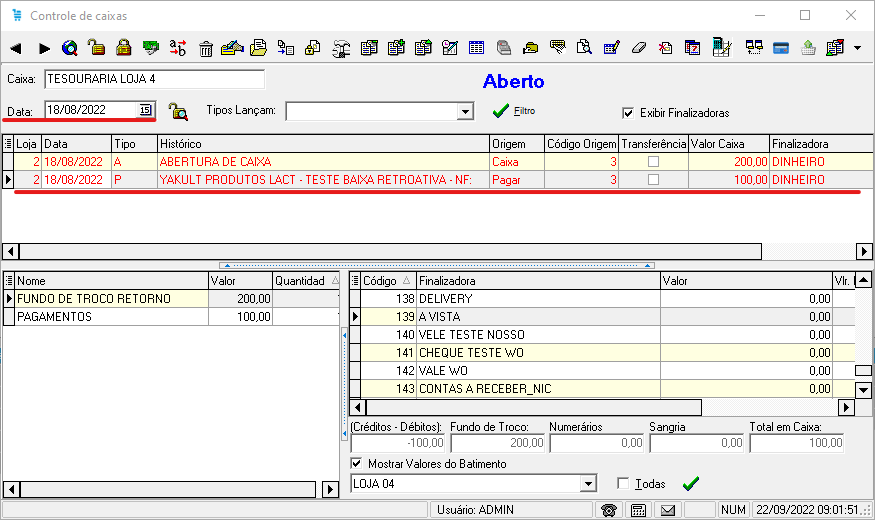 Controle de caixas
Caixa: TESOURARIA LOJA 4
Aberto
Data: 18/08/2022 15 Tipos Lançam: Filtro Exibir Finalizadoras
Loja Data Tipo Histórico Origem Código Origem Transferência Valor Caixa Finalizadora
2 18/08/2022 A ABERTURA DE CAIXA Caixa 3 200,00 DINHEIRO
2 18/08/2022 P YAKULT PRODUTOS LACT - TESTE BAIXA RETROATIVA - NF: Pagar 3 100,00 DINHEIRO
Nome Valor Quantidad
FUNDO DE TROCO RETORNO 200,00
PAGAMENTOS 100,00
Código Finalizadora Valor Vlr.
138 DELIVERY 0,00
139 A VISTA 0,00
140 VELE TESTE NOSSO 0,00
141 CHEQUE TESTE WO 0,00
142 VALE WO 0,00
143 CONTAS A RECEBER_NIC 0,00
(Créditos - Débitos): Fundo de Troco: Numerários Sangria Total em Caixa:
-100,00 200,00 0,00 0,00 100,00
Mostrar Valores do Batimento
LOJA 04 Todas
Usuário: ADMIN NUM 22/09/2022 09:01:51